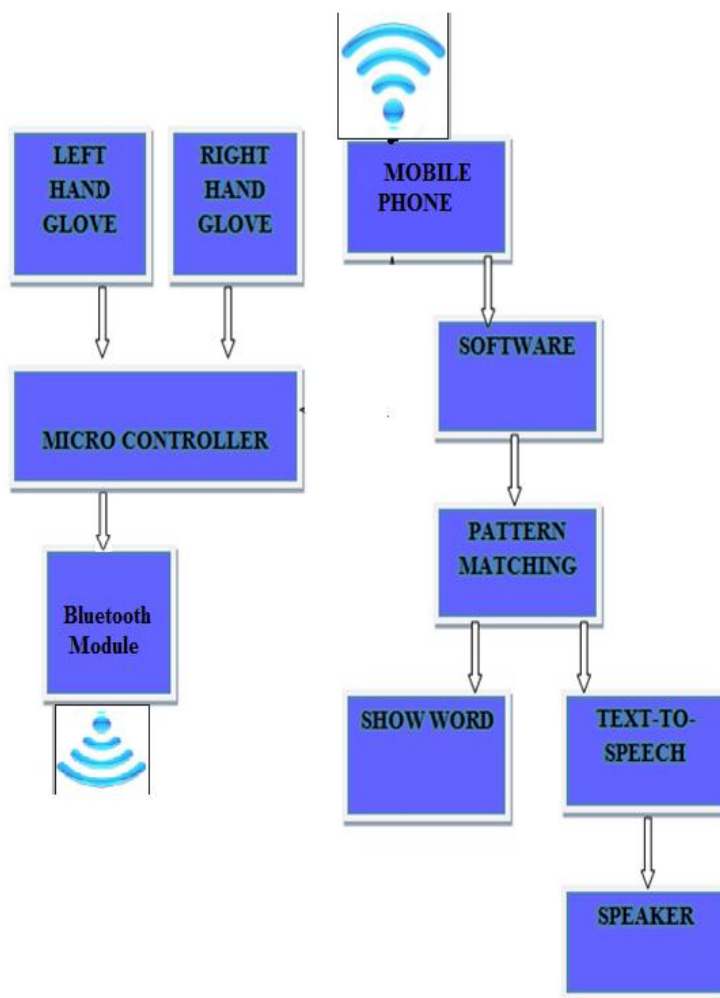 LEFT
HAND
GLOVE
RIGHT
HAND
GLOVE
MOBILE
PHONE
SOFTWARE
MICRO CONTROLLER
PATTERN
MATCHING
Bluetooth
Module
SHOW WORD
TEXT-TO-
SPEECH
SPEAKER